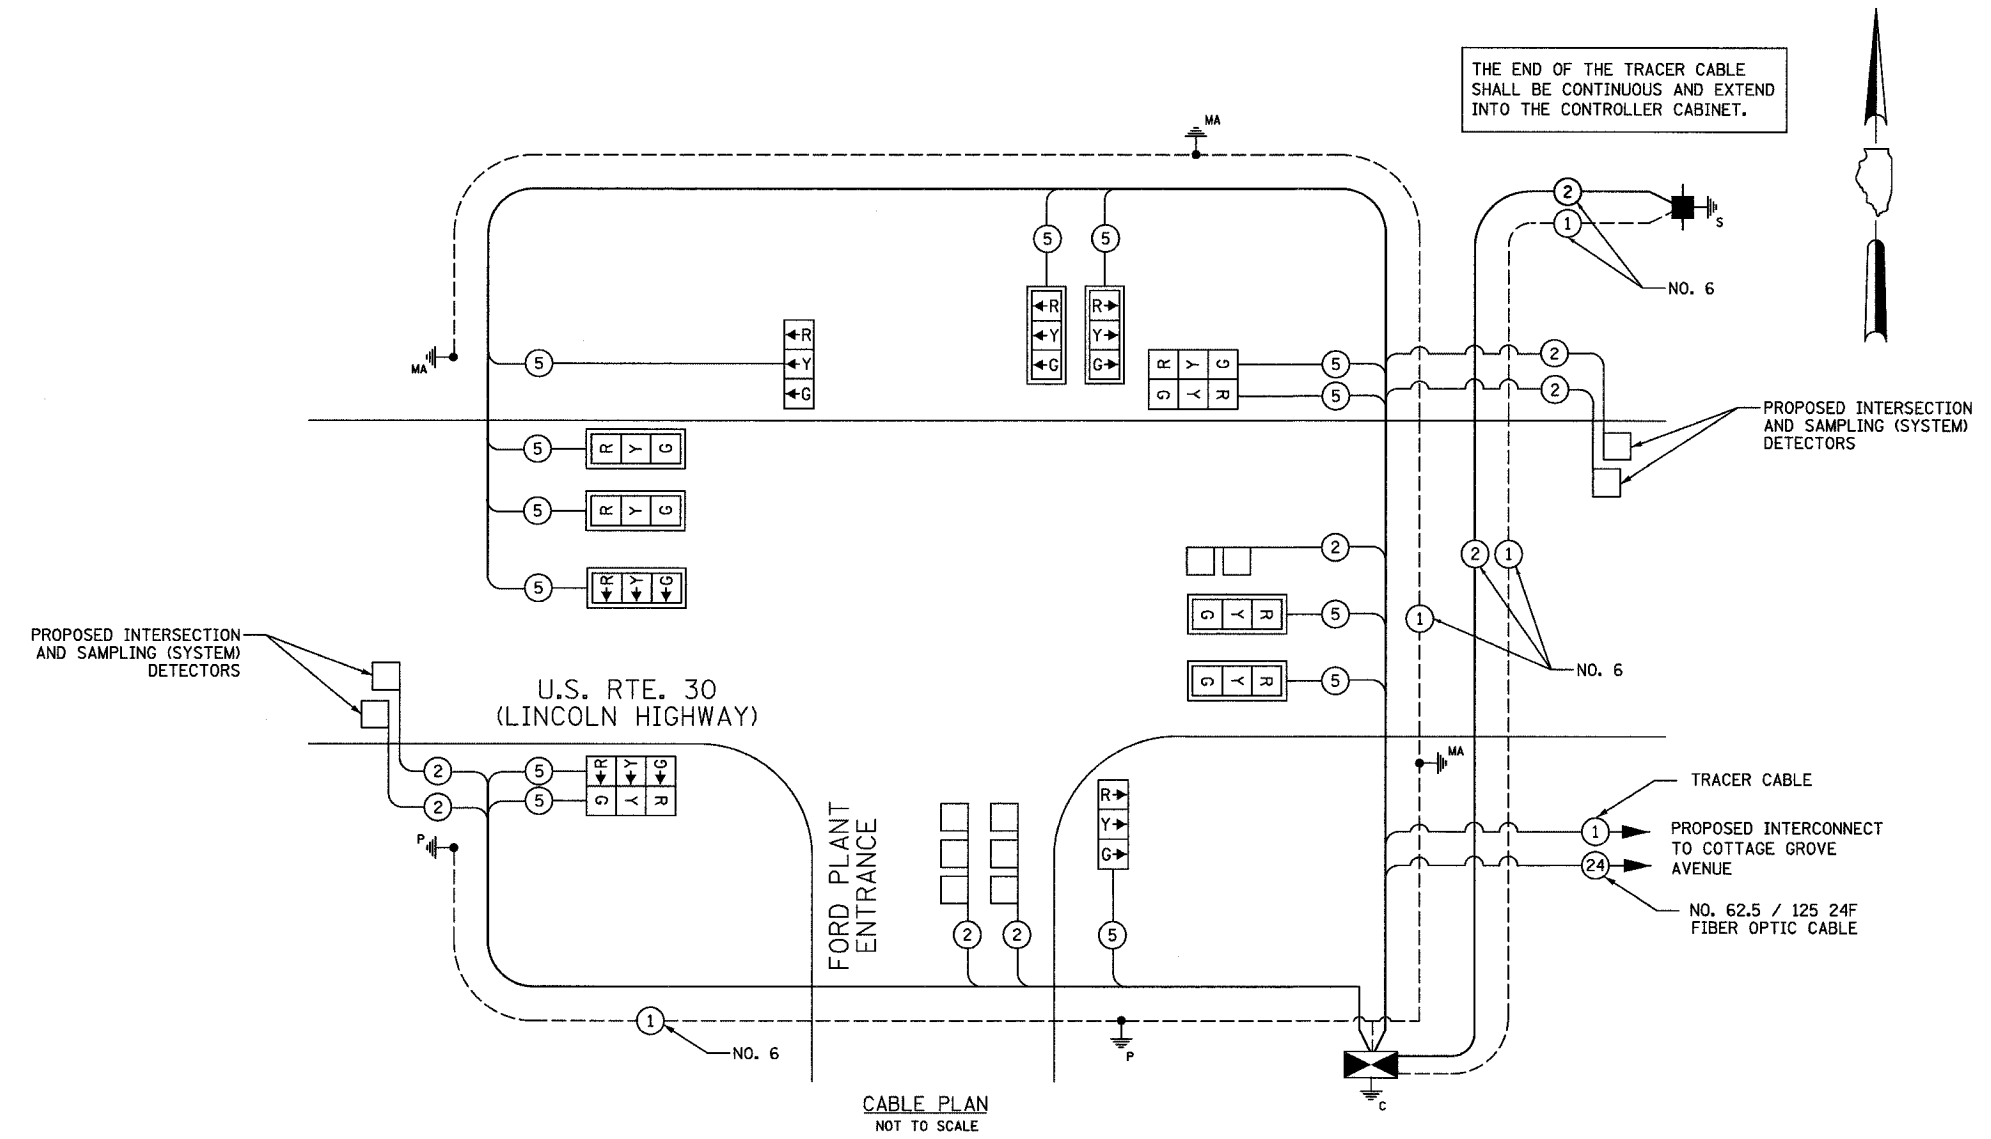 THE END OF THE TRACER CABLE
SHALL BE CONTINUOUS AND EXTEND
INTO THE CONTROLLER CABINET.
MA
2
1
S
NO. 6
5
5
R
Y
G
R
Y
G
MA
5
R
Y
G
R Y G
G Y R
5
5
2
2
PROPOSED INTERSECTION
AND SAMPLING (SYSTEM)
DETECTORS
5
R Y G
5
R Y G
5
R Y G
2
G Y R
5
G Y R
5
1
2
1
NO. 6
PROPOSED INTERSECTION
AND SAMPLING (SYSTEM)
DETECTORS
U.S. RTE. 30
(LINCOLN HIGHWAY)
2
2
5
5
R Y G
G Y R
P
FORD PLANT
ENTRANCE
R
Y
G
2
2
5
MA
TRACER CABLE
1
PROPOSED INTERCONNECT
TO COTTAGE GROVE
AVENUE
24
NO. 62.5 / 125 24F
FIBER OPTIC CABLE
1
NO. 6
P
C
CABLE PLAN
NOT TO SCALE